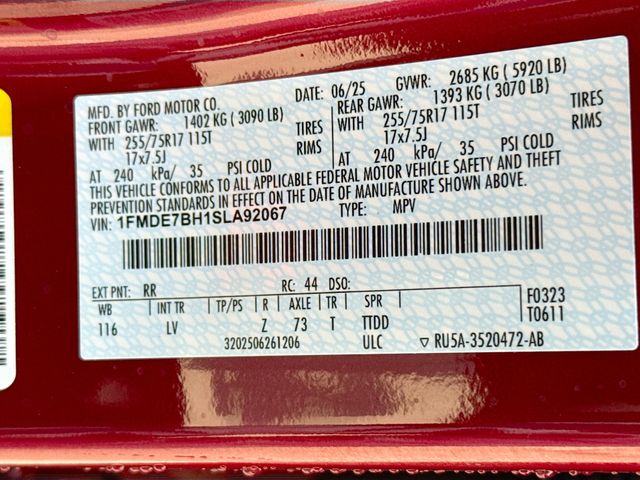 MFD. BY FORD MOTOR CO.
DATE: 06/25 GVWR: 2685 KG ( 5920 LB)
FRONT GAWR: 1402 KG ( 3090 LB) REAR GAWR: 1393 KG ( 3070 LB)
WITH 255/75R17 115T TIRES WITH 255/75R17 115T TIRES
17x7.5J RIMS 17x7.5J RIMS
AT 240 kPa/ 35 PSI COLD AT 240 kPa/ 35 PSI COLD
THIS VEHICLE CONFORMS TO ALL APPLICABLE FEDERAL MOTOR VEHICLE SAFETY AND THEFT
PREVENTION STANDARDS IN EFFECT ON THE DATE OF MANUFACTURE SHOWN ABOVE.
VIN: 1FMDE7BH1SLA92067 TYPE: MPV
EXT PNT: RR RC: 44 DSO:
WB INT TR TP/PS R AXLE TR SPR
116 LV Z 73 T TTDD
F0323
T0611
3202506261206 ULC ▽ RU5A-3520472-AB